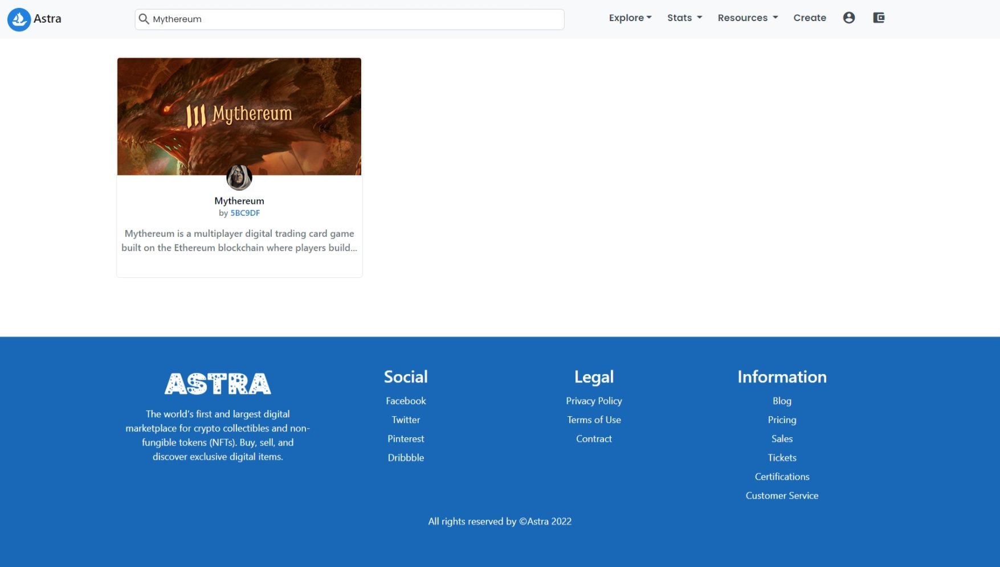 Astra
Mythereum
Explore
Stats
Resources
Create
Mythereum
Mythereum
by 5BC9DF
Mythereum is a multiplayer digital trading card game
built on the Ethereum blockchain where players build...
ASTRA
The world's first and largest digital
marketplace for crypto collectibles and non-
fungible tokens (NFTs). Buy, sell, and
discover exclusive digital items.
Social
Facebook
Twitter
Pinterest
Dribbble
Legal
Privacy Policy
Terms of Use
Contract
Information
Blog
Pricing
Sales
Tickets
Certifications
Customer Service
All rights reserved by ©Astra 2022